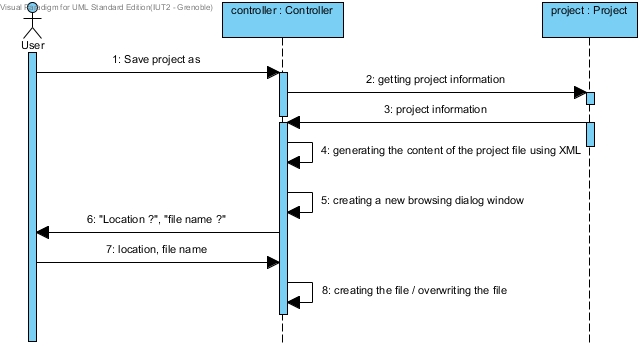 Visual Paradigm for UML Standard Edition(IUT2 - Grenoble)
controller : Controller
project : Project
User
1: Save project as
2: getting project information
3: project information
4: generating the content of the project file using XML
5: creating a new browsing dialog window
6: "Location ?", "file name ?"
7: location, file name
8: creating the file / overwriting the file